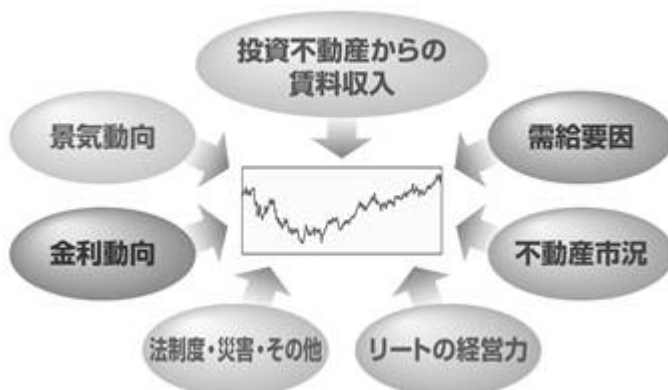 投資不動産からの
賃料収入
景気動向
需給要因
金利動向
不動産市況
法制度・災害・その他
リートの経営力